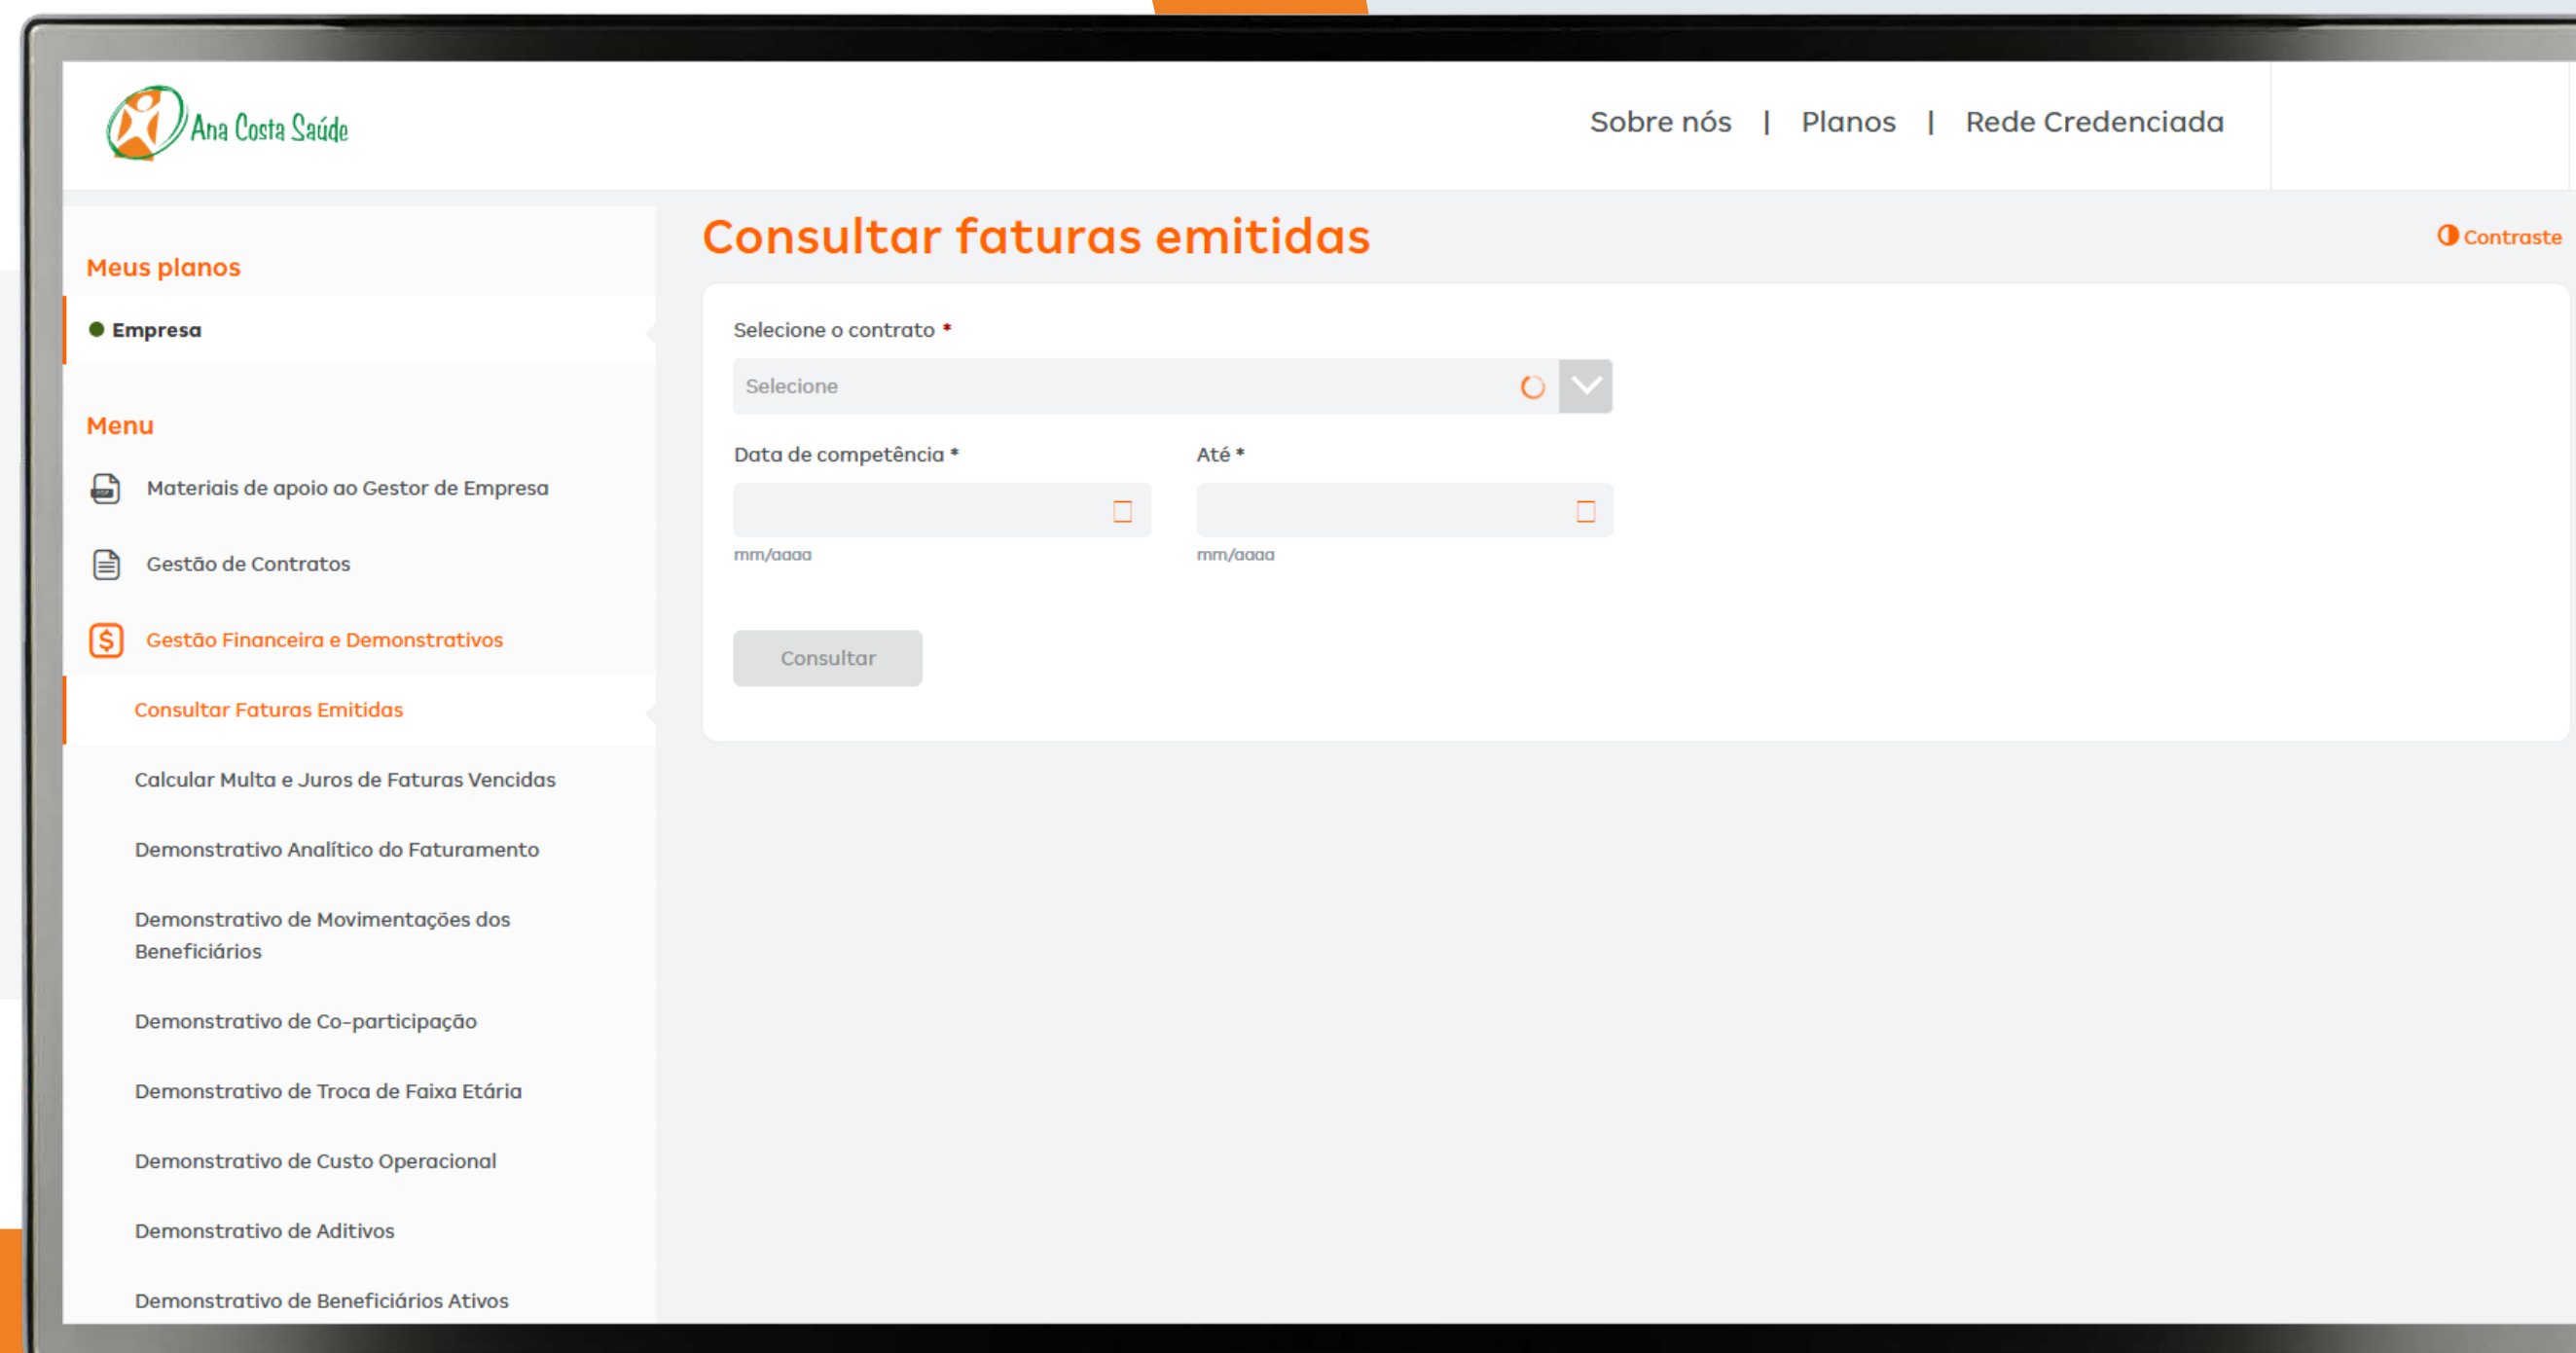 Ana Costa Saúde
Sobre nós | Planos | Rede Credenciada
Consultar faturas emitidas
Contraste
Meus planos
Empresa
Menu
Materiais de apoio ao Gestor de Empresa
Gestão de Contratos
Gestão Financeira e Demonstrativos
Consultar Faturas Emitidas
Calcular Multa e Juros de Faturas Vencidas
Demonstrativo Analítico do Faturamento
Demonstrativo de Movimentações dos
Beneficiários
Demonstrativo de Co-participação
Demonstrativo de Troca de Faixa Etária
Demonstrativo de Custo Operacional
Demonstrativo de Aditivos
Demonstrativo de Beneficiários Ativos
Selecione o contrato *
Selecione
Data de competência * Até *
mm/aaaa mm/aaaa
Consultar